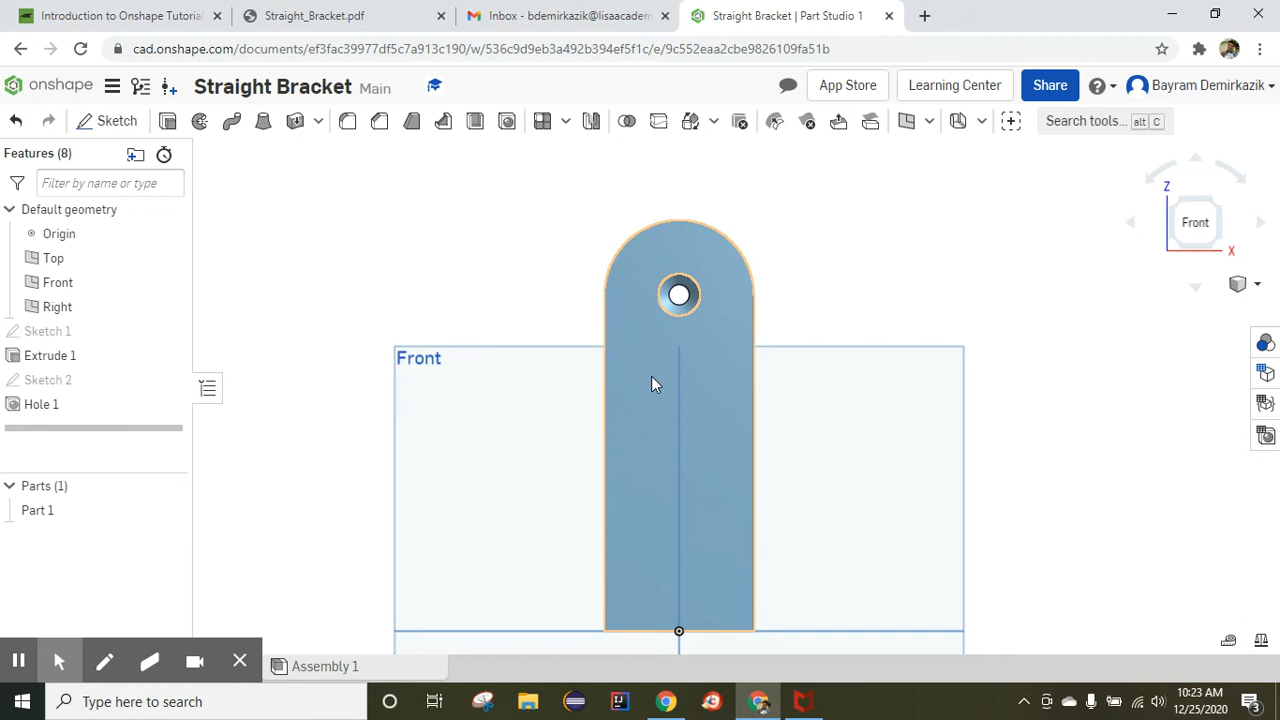 Introduction to Onshape Tutorial
Straight_Bracket.pdf
Inbox - bdemirkazik@lisaacadem
Straight Bracket | Part Studio 1
cad.onshape.com/documents/ef3fac39977df5c7a913c190/w/536c9d9eb3a492b394ef5f1c/e/9c552eaa2cbe9826109fa51b
onshape
Straight Bracket Main
App Store
Learning Center
Share
Bayram Demirkazik
Sketch
Search tools... alt C
Features (8)
Filter by name or type
Default geometry
Origin
Top
Front
Right
Sketch 1
Extrude 1
Sketch 2
Hole 1
Parts (1)
Part 1
Front
Z
Front
X
Assembly 1
Type here to search
10:23 AM
12/25/2020
3